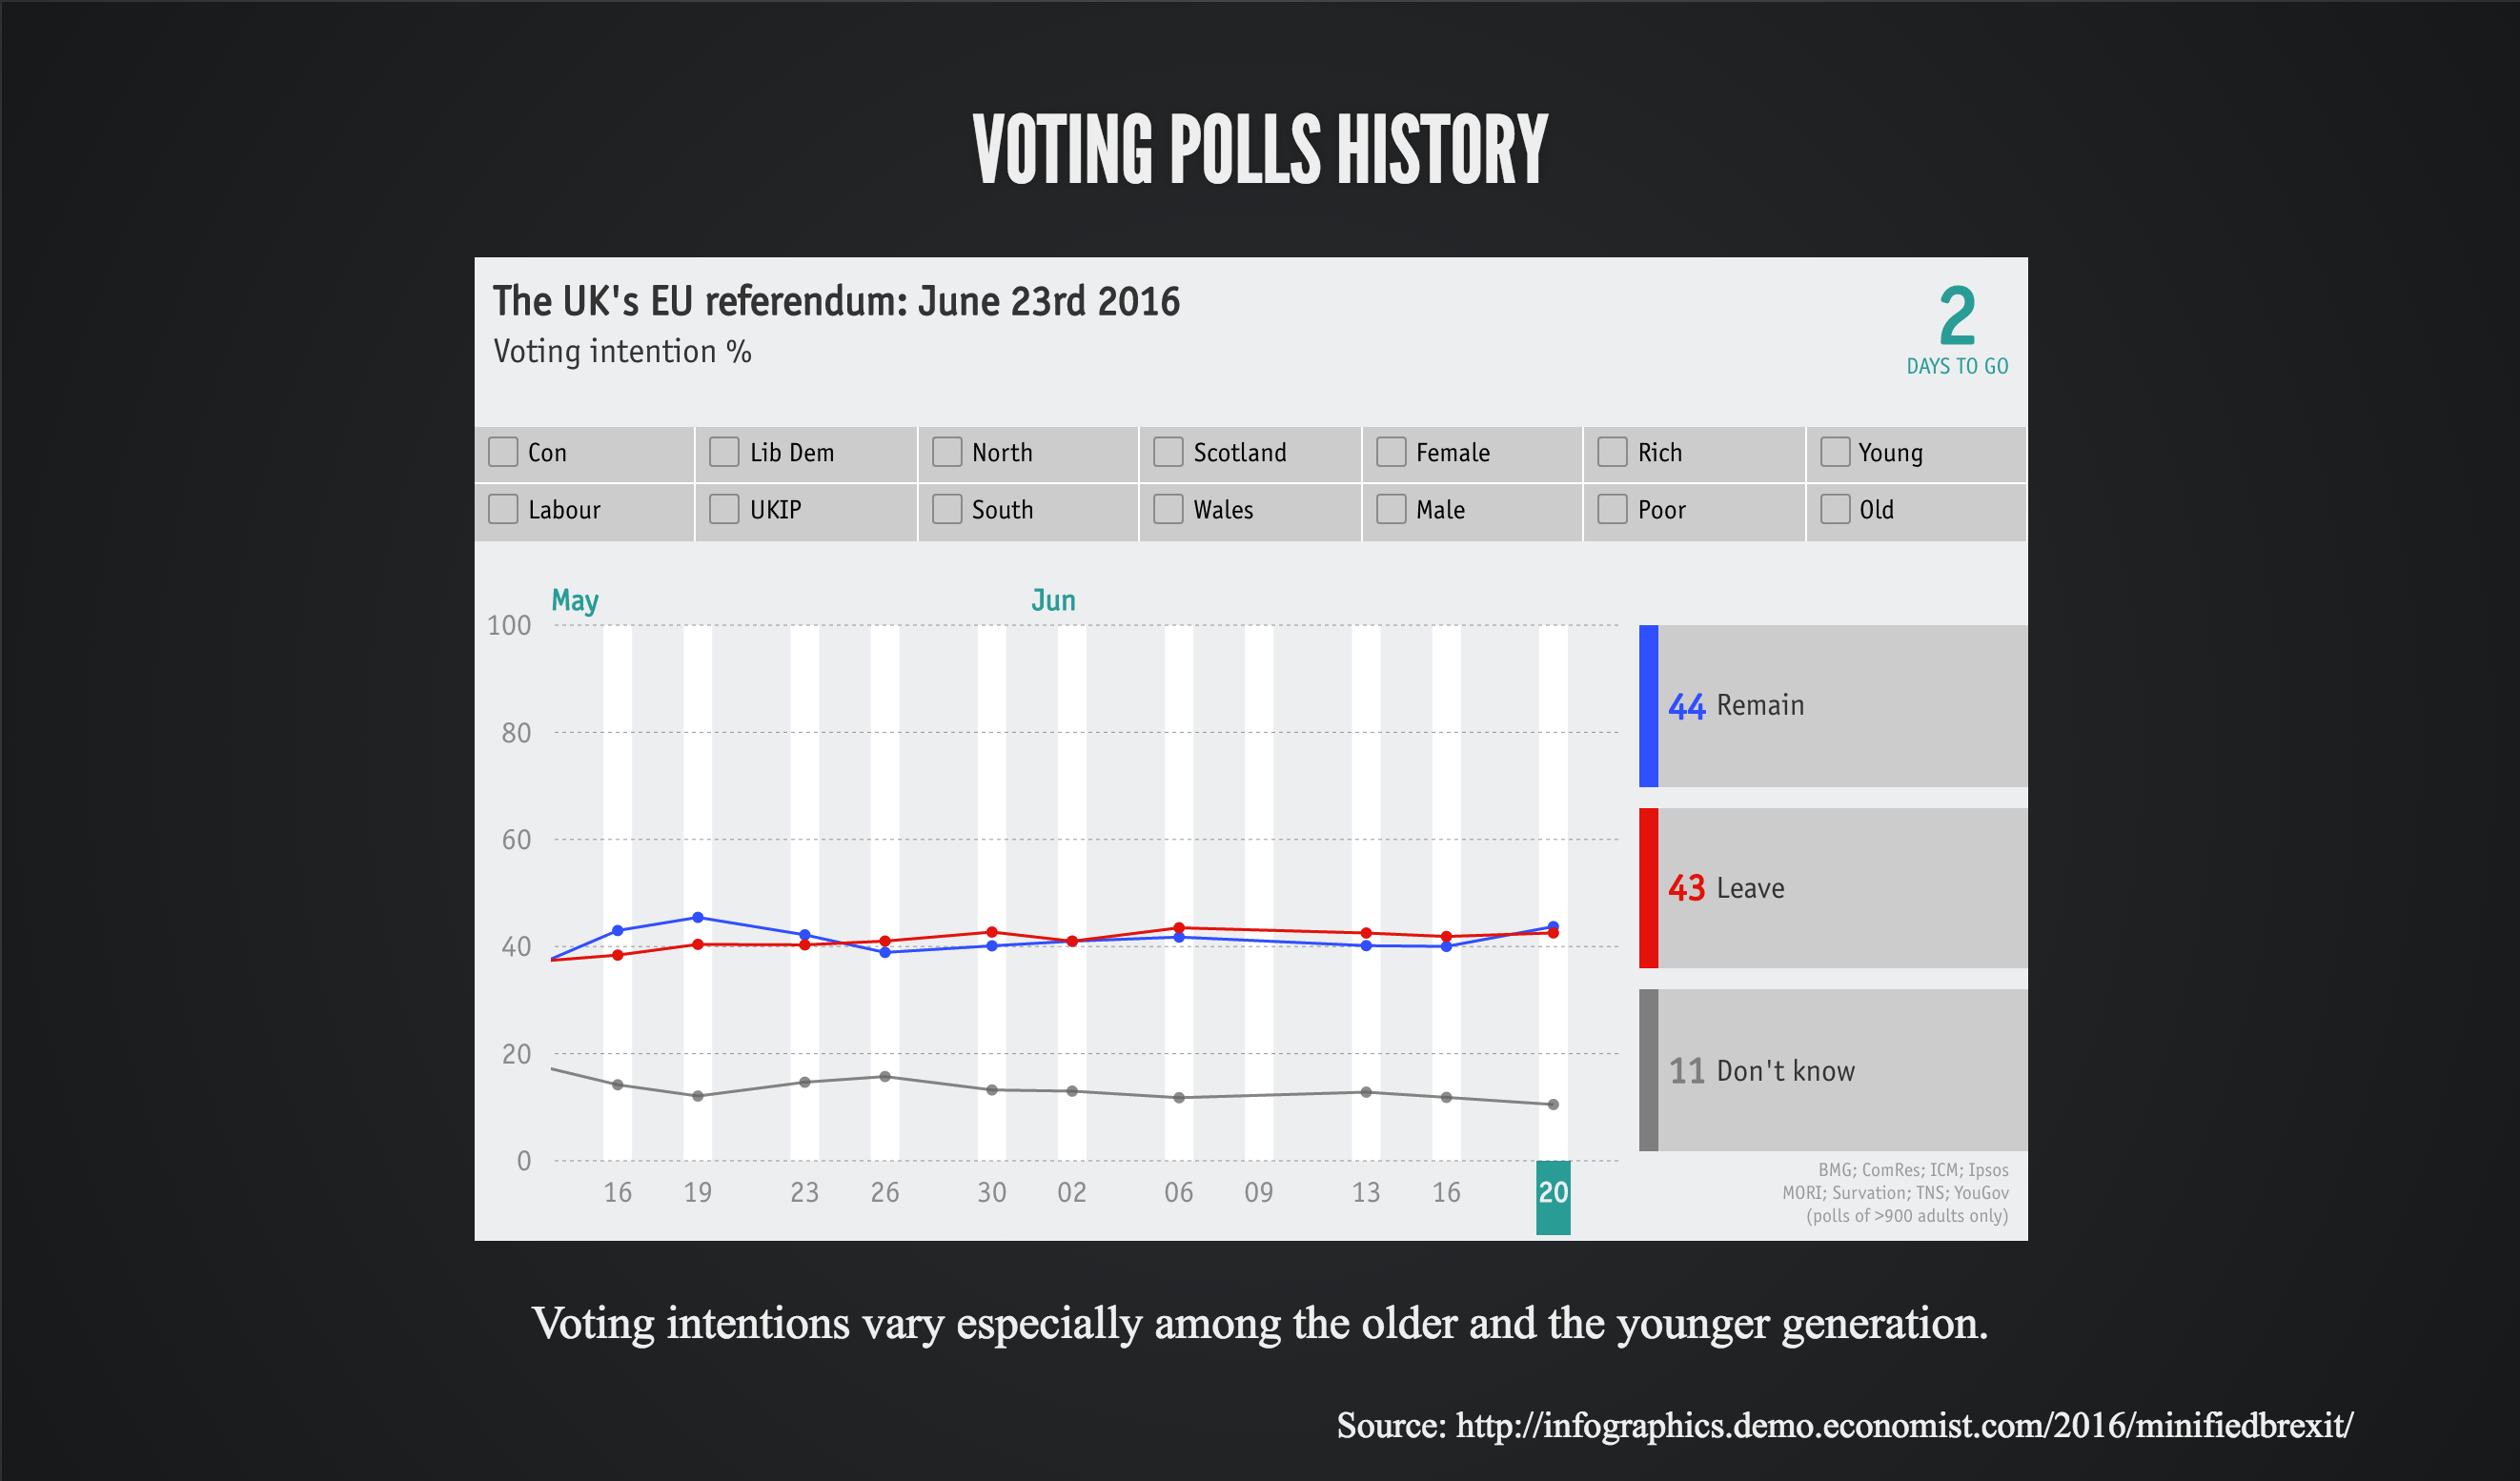 VOTING POLLS HISTORY
The UK's EU referendum: June 23rd 2016
Voting intention %
2
DAYS TO GO
Con Lib Dem North Scotland Female Rich Young
Labour UKIP South Wales Male Poor Old
May Jun
100
80
60
40
20
0
16 19 23 26 30 02 06 09 13 16 20
44 Remain
43 Leave
11 Don't know
BMG; ComRes; ICM; Ipsos
MORI; Survation; TNS; YouGov
(polls of >900 adults only)
Voting intentions vary especially among the older and the younger generation.
Source: http://infographics.demo.economist.com/2016/minifiedbrexit/